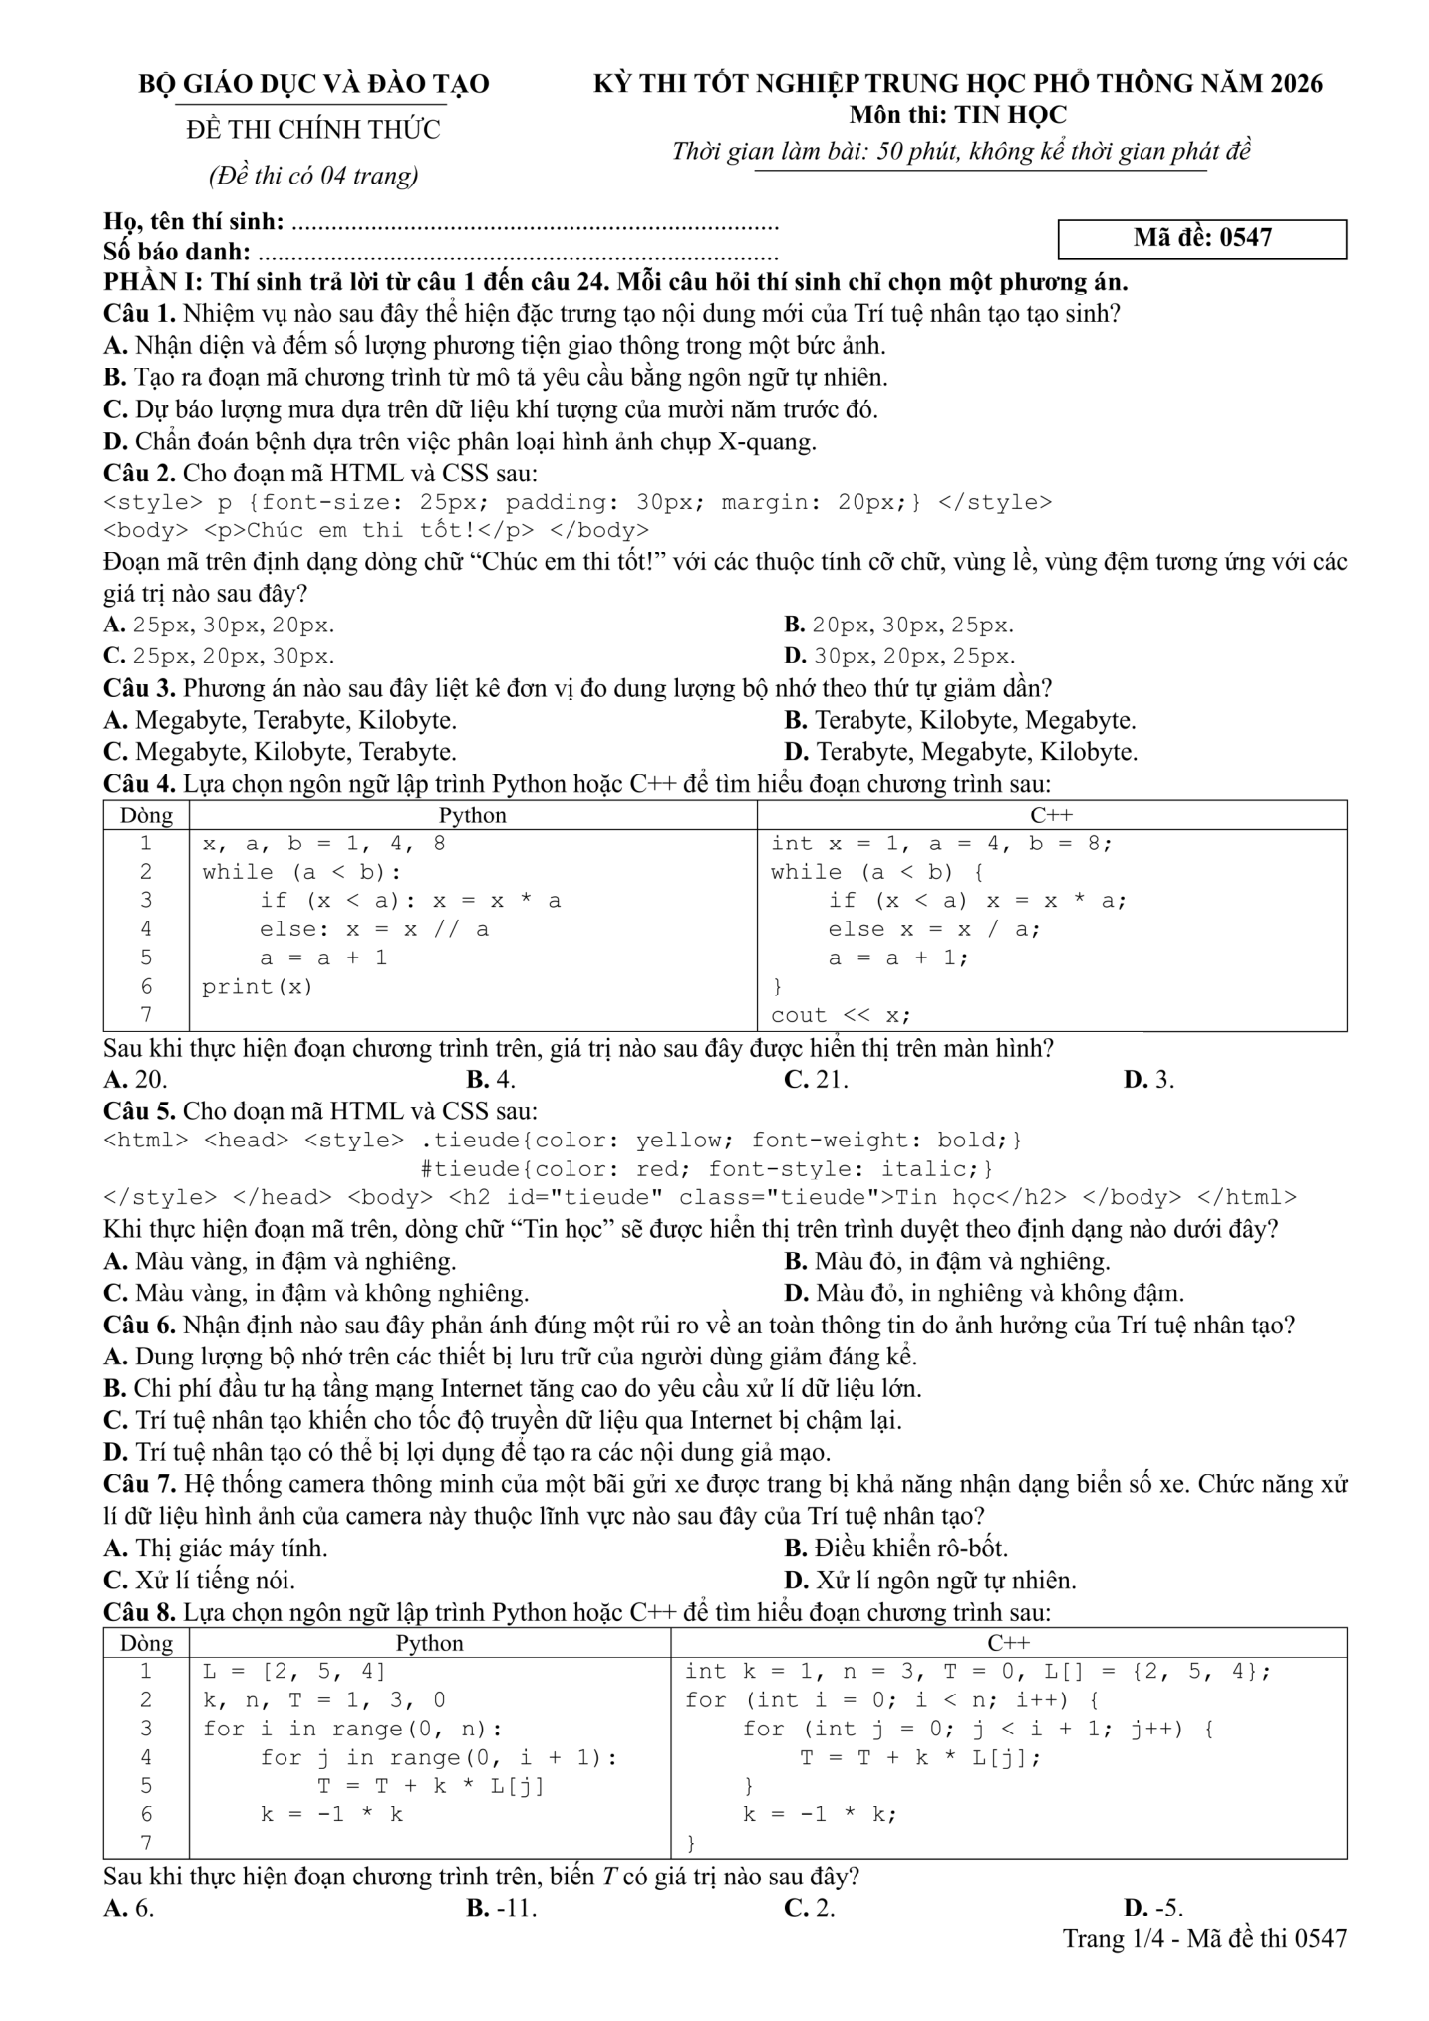 BỘ GIÁO DỤC VÀ ĐÀO TẠO
ĐỀ THI CHÍNH THỨC
(Đề thi có 04 trang)
KỲ THI TỐT NGHIỆP TRUNG HỌC PHỔ THÔNG NĂM 2026
Môn thi: TIN HỌC
Thời gian làm bài: 50 phút, không kể thời gian phát đề
Họ, tên thí sinh: ..........................................................................
Số báo danh: ...............................................................................
Mã đề: 0547
PHẦN I: Thí sinh trả lời từ câu 1 đến câu 24. Mỗi câu hỏi thí sinh chỉ chọn một phương án.
Câu 1. Nhiệm vụ nào sau đây thể hiện đặc trưng tạo nội dung mới của Trí tuệ nhân tạo tạo sinh?
A. Nhận diện và đếm số lượng phương tiện giao thông trong một bức ảnh.
B. Tạo ra đoạn mã chương trình từ mô tả yêu cầu bằng ngôn ngữ tự nhiên.
C. Dự báo lượng mưa dựa trên dữ liệu khí tượng của mười năm trước đó.
D. Chẩn đoán bệnh dựa trên việc phân loại hình ảnh chụp X-quang.
Câu 2. Cho đoạn mã HTML và CSS sau:
<style> p {font-size: 25px; padding: 30px; margin: 20px;} </style>
<body> <p>Chúc em thi tốt!</p> </body>
Đoạn mã trên định dạng dòng chữ “Chúc em thi tốt!” với các thuộc tính cỡ chữ, vùng lề, vùng đệm tương ứng với các
giá trị nào sau đây?
A. 25px, 30px, 20px. B. 20px, 30px, 25px.
C. 25px, 20px, 30px. D. 30px, 20px, 25px.
Câu 3. Phương án nào sau đây liệt kê đơn vị đo dung lượng bộ nhớ theo thứ tự giảm dần?
A. Megabyte, Terabyte, Kilobyte. B. Terabyte, Kilobyte, Megabyte.
C. Megabyte, Kilobyte, Terabyte. D. Terabyte, Megabyte, Kilobyte.
Câu 4. Lựa chọn ngôn ngữ lập trình Python hoặc C++ để tìm hiểu đoạn chương trình sau:
Dòng Python C++
1 x, a, b = 1, 4, 8 int x = 1, a = 4, b = 8;
2 while (a < b): while (a < b) {
3 if (x < a): x = x * a if (x < a) x = x * a;
4 else: x = x // a else x = x / a;
5 a = a + 1 a = a + 1;
6 print(x) }
7 cout << x;
Sau khi thực hiện đoạn chương trình trên, giá trị nào sau đây được hiển thị trên màn hình?
A. 20. B. 4. C. 21. D. 3.
Câu 5. Cho đoạn mã HTML và CSS sau:
<html> <head> <style> .tieude{color: yellow; font-weight: bold;}
#tieude{color: red; font-style: italic;}
</style> </head> <body> <h2 id="tieude" class="tieude">Tin học</h2> </body> </html>
Khi thực hiện đoạn mã trên, dòng chữ “Tin học” sẽ được hiển thị trên trình duyệt theo định dạng nào dưới đây?
A. Màu vàng, in đậm và nghiêng. B. Màu đỏ, in đậm và nghiêng.
C. Màu vàng, in đậm và không nghiêng. D. Màu đỏ, in nghiêng và không đậm.
Câu 6. Nhận định nào sau đây phản ánh đúng một rủi ro về an toàn thông tin do ảnh hưởng của Trí tuệ nhân tạo?
A. Dung lượng bộ nhớ trên các thiết bị lưu trữ của người dùng giảm đáng kể.
B. Chi phí đầu tư hạ tầng mạng Internet tăng cao do yêu cầu xử lí dữ liệu lớn.
C. Trí tuệ nhân tạo khiến cho tốc độ truyền dữ liệu qua Internet bị chậm lại.
D. Trí tuệ nhân tạo có thể bị lợi dụng để tạo ra các nội dung giả mạo.
Câu 7. Hệ thống camera thông minh của một bãi gửi xe được trang bị khả năng nhận dạng biển số xe. Chức năng xử
lí dữ liệu hình ảnh của camera này thuộc lĩnh vực nào sau đây của Trí tuệ nhân tạo?
A. Thị giác máy tính. B. Điều khiển rô-bốt.
C. Xử lí tiếng nói. D. Xử lí ngôn ngữ tự nhiên.
Câu 8. Lựa chọn ngôn ngữ lập trình Python hoặc C++ để tìm hiểu đoạn chương trình sau:
Dòng Python C++
1 L = [2, 5, 4] int k = 1, n = 3, T = 0, L[] = {2, 5, 4};
2 k, n, T = 1, 3, 0 for (int i = 0; i < n; i++) {
3 for i in range(0, n): for (int j = 0; j < i + 1; j++) {
4 for j in range(0, i + 1): T = T + k * L[j];
5 T = T + k * L[j] }
6 k = -1 * k k = -1 * k;
7 }
Sau khi thực hiện đoạn chương trình trên, biến T có giá trị nào sau đây?
A. 6. B. -11. C. 2. D. -5.
Trang 1/4 - Mã đề thi 0547